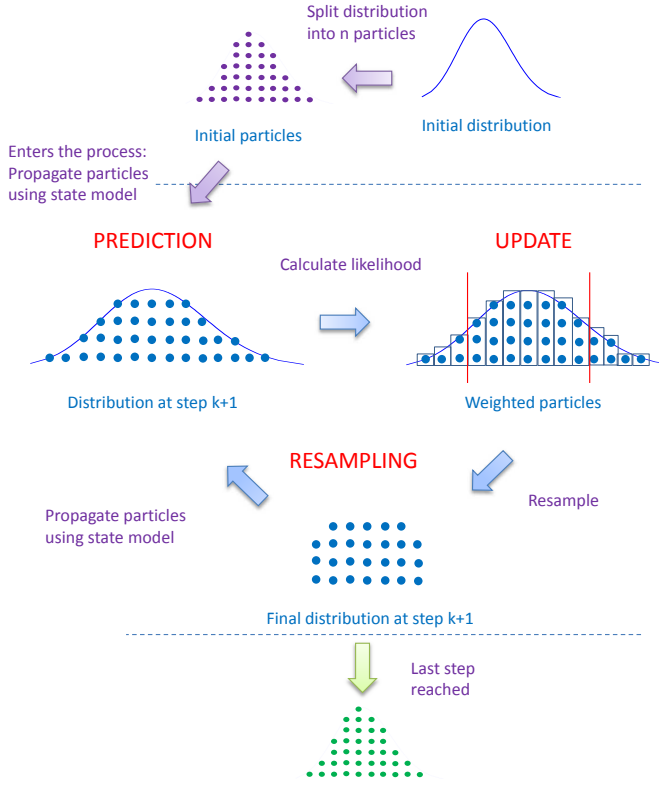 Split distribution
into n particles
Initial particles
Initial distribution
Enters the process:
Propagate particles
using state model
PREDICTION
UPDATE
Calculate likelihood
Distribution at step k+1
Weighted particles
RESAMPLING
Resample
Propagate particles
using state model
Final distribution at step k+1
Last step
reached